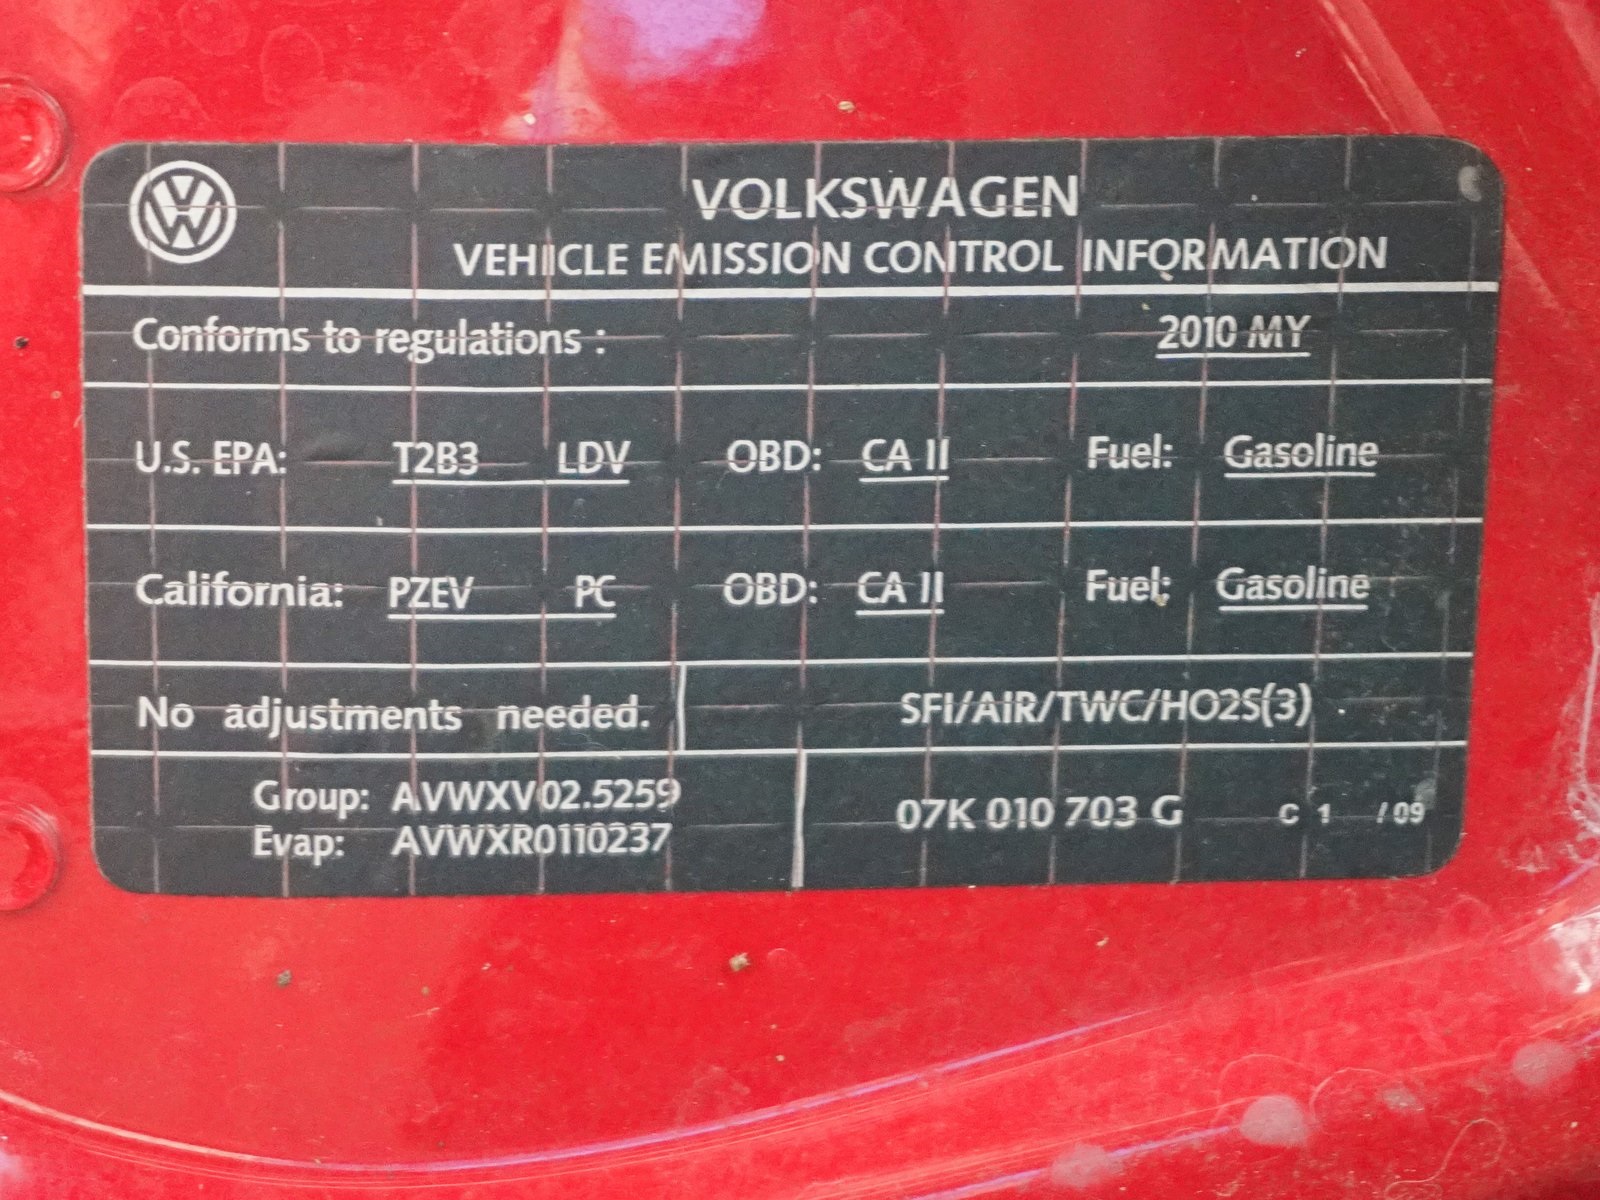 VOLKSWAGEN
VEHICLE EMISSION CONTROL INFORMATION
Conforms to regulations : 2010 MY
U.S. EPA: T2B3 LDV OBD: CA II Fuel: Gasoline
California: PZEV PC OBD: CA II Fuel: Gasoline
No adjustments needed. SFI/AIR/TWC/HO2S(3)
Group: AVWXV02.5259
Evap: AVWXR0110237
07K 010 703 G C 1 /09